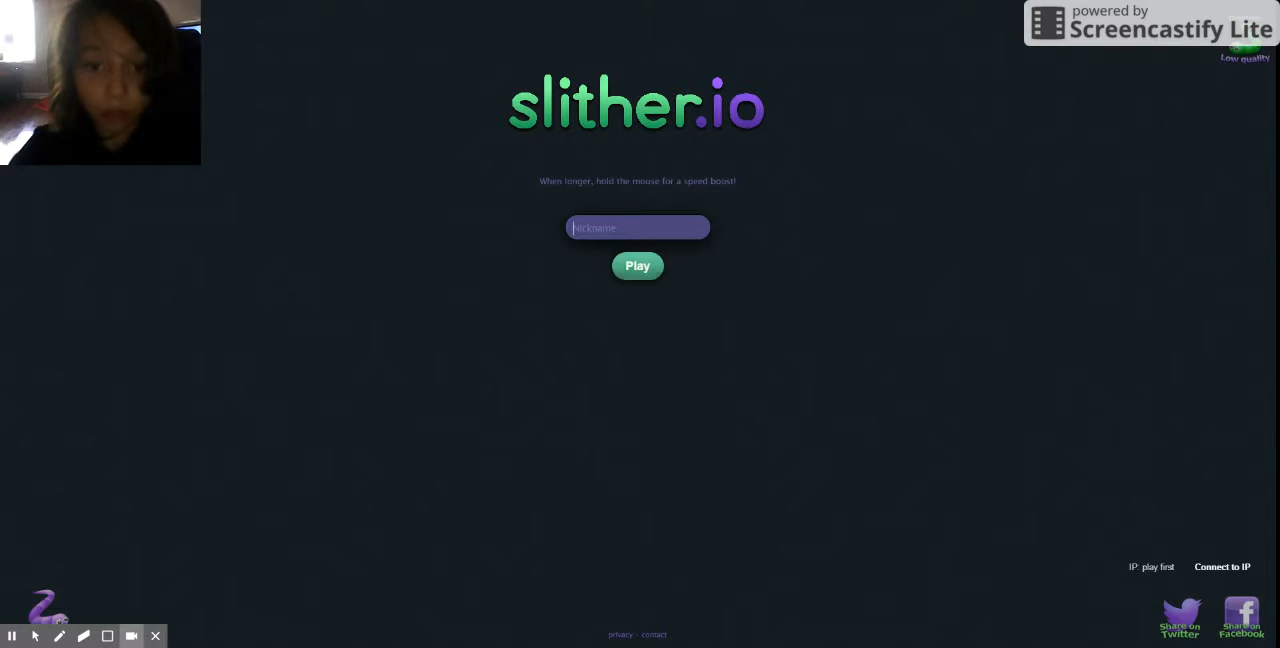 powered by
Screencastify Lite
Low quality
slither.io
When longer, hold the mouse for a speed boost!
Nickname
Play
IP: play first
Connect to IP
Share on
Twitter
Share on
Facebook
privacy - contact